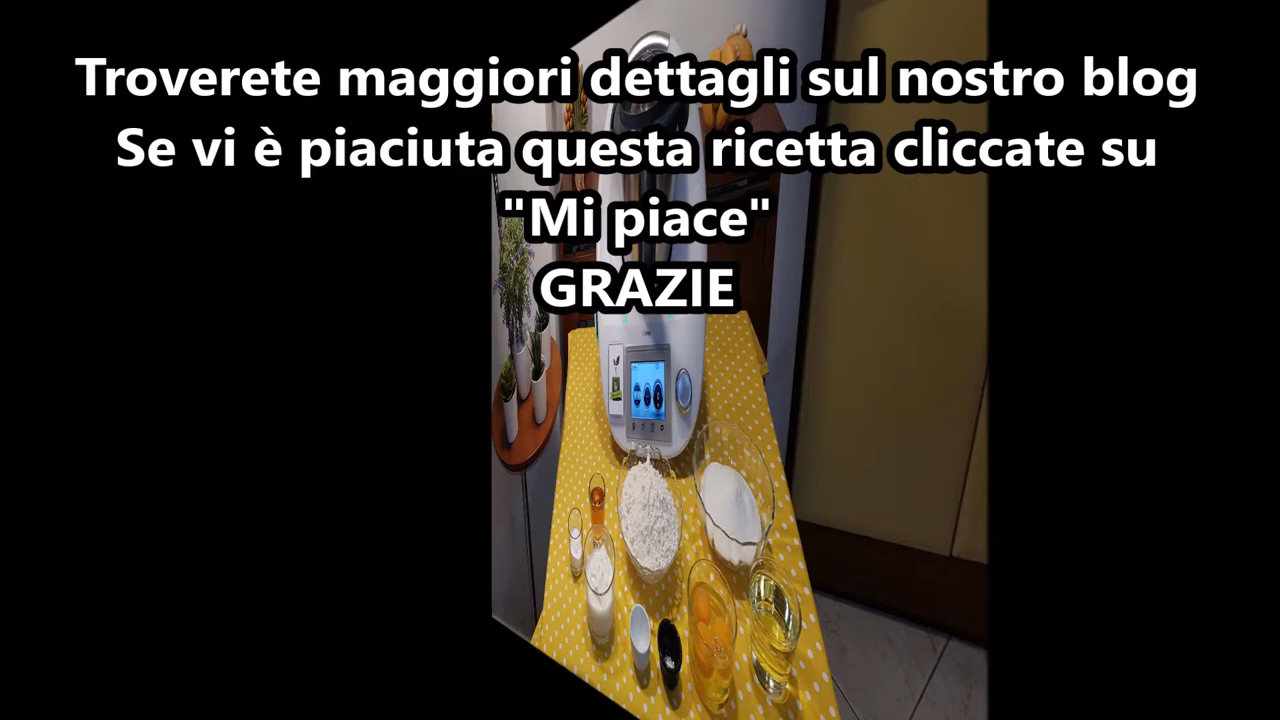 Troverete maggiori dettagli sul nostro blog
Se vi è piaciuta questa ricetta cliccate su
"Mi piace"
GRAZIE